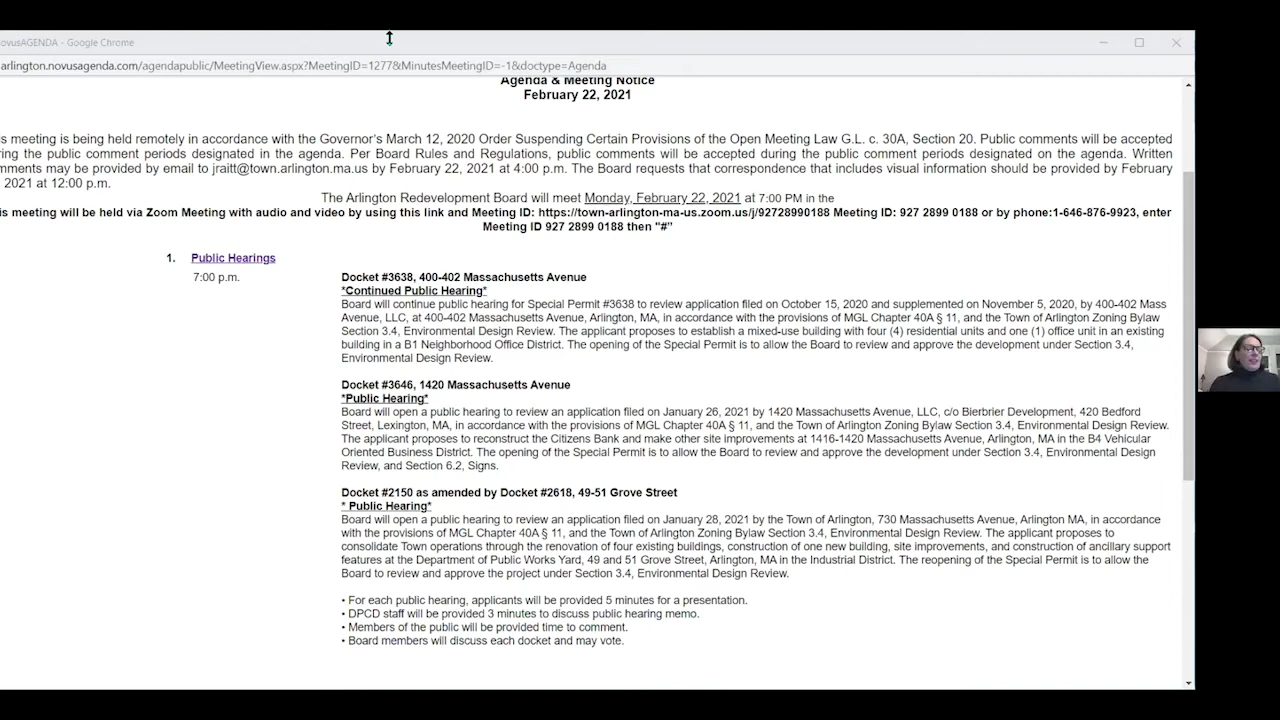 ovusAGENDA - Google Chrome
arlington.novusagenda.com/agendapublic/MeetingView.aspx?MeetingID=1277&MinutesMeetingID=-1&doctype=Agenda
Agenda & Meeting Notice
February 22, 2021
s meeting is being held remotely in accordance with the Governor's March 12, 2020 Order Suspending Certain Provisions of the Open Meeting Law G.L. c. 30A, Section 20. Public comments will be accepted
ring the public comment periods designated in the agenda. Per Board Rules and Regulations, public comments will be accepted during the public comment periods designated on the agenda. Written
mments may be provided by email to jraitt@town.arlington.ma.us by February 22, 2021 at 4:00 p.m. The Board requests that correspondence that includes visual information should be provided by February
, 2021 at 12:00 p.m.
The Arlington Redevelopment Board will meet Monday, February 22, 2021 at 7:00 PM in the
is meeting will be held via Zoom Meeting with audio and video by using this link and Meeting ID: https://town-arlington-ma-us.zoom.us/j/92728990188 Meeting ID: 927 2899 0188 or by phone:1-646-876-9923, enter
Meeting ID 927 2899 0188 then "#"
1. Public Hearings
7:00 p.m.
Docket #3638, 400-402 Massachusetts Avenue
*Continued Public Hearing*
Board will continue public hearing for Special Permit #3638 to review application filed on October 15, 2020 and supplemented on November 5, 2020, by 400-402 Mass
Avenue, LLC, at 400-402 Massachusetts Avenue, Arlington, MA, in accordance with the provisions of MGL Chapter 40A § 11, and the Town of Arlington Zoning Bylaw
Section 3.4, Environmental Design Review. The applicant proposes to establish a mixed-use building with four (4) residential units and one (1) office unit in an existing
building in a B1 Neighborhood Office District. The opening of the Special Permit is to allow the Board to review and approve the development under Section 3.4,
Environmental Design Review.
Docket #3646, 1420 Massachusetts Avenue
*Public Hearing*
Board will open a public hearing to review an application filed on January 26, 2021 by 1420 Massachusetts Avenue, LLC, c/o Bierbrier Development, 420 Bedford
Street, Lexington, MA, in accordance with the provisions of MGL Chapter 40A § 11, and the Town of Arlington Zoning Bylaw Section 3.4, Environmental Design Review.
The applicant proposes to reconstruct the Citizens Bank and make other site improvements at 1416-1420 Massachusetts Avenue, Arlington, MA in the B4 Vehicular
Oriented Business District. The opening of the Special Permit is to allow the Board to review and approve the development under Section 3.4, Environmental Design
Review, and Section 6.2, Signs.
Docket #2150 as amended by Docket #2618, 49-51 Grove Street
* Public Hearing*
Board will open a public hearing to review an application filed on January 28, 2021 by the Town of Arlington, 730 Massachusetts Avenue, Arlington MA, in accordance
with the provisions of MGL Chapter 40A § 11, and the Town of Arlington Zoning Bylaw Section 3.4, Environmental Design Review. The applicant proposes to
consolidate Town operations through the renovation of four existing buildings, construction of one new building, site improvements, and construction of ancillary support
features at the Department of Public Works Yard, 49 and 51 Grove Street, Arlington, MA in the Industrial District. The reopening of the Special Permit is to allow the
Board to review and approve the project under Section 3.4, Environmental Design Review.
• For each public hearing, applicants will be provided 5 minutes for a presentation.
• DPCD staff will be provided 3 minutes to discuss public hearing memo.
• Members of the public will be provided time to comment.
• Board members will discuss each docket and may vote.